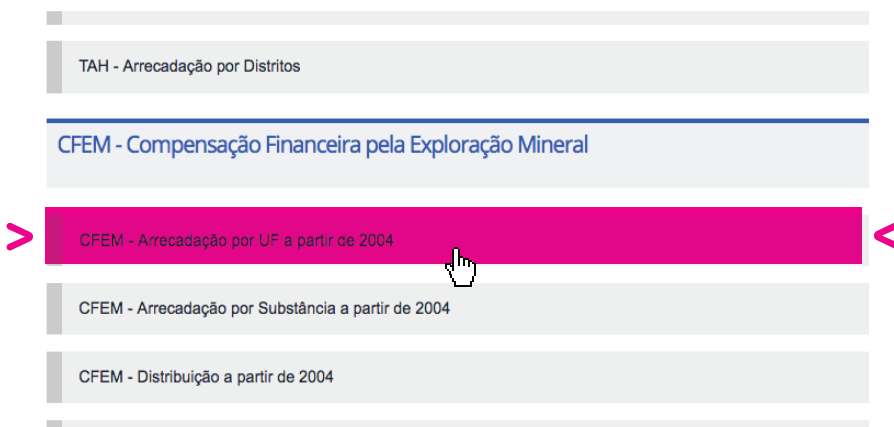 TAH - Arrecadação por Distritos
CFEM - Compensação Financeira pela Exploração Mineral
> CFEM - Arrecadação por UF a partir de 2004 <
CFEM - Arrecadação por Substância a partir de 2004
CFEM - Distribuição a partir de 2004